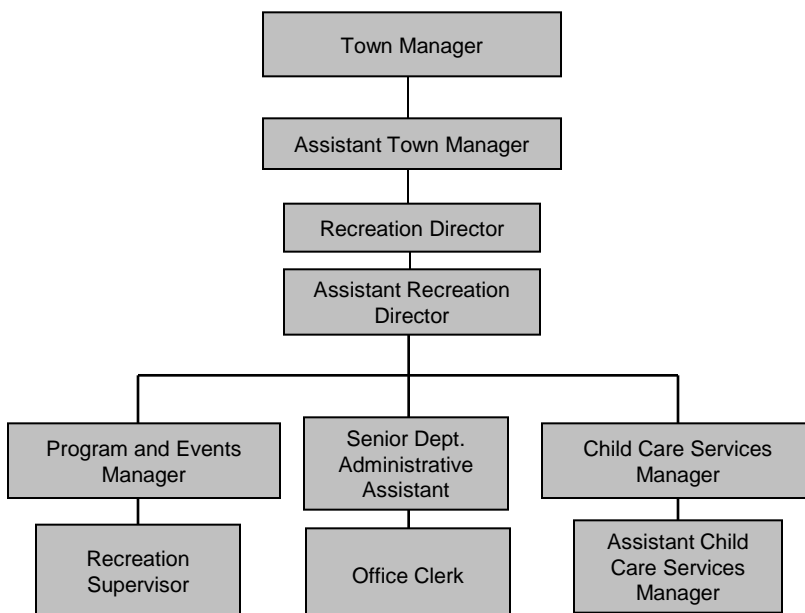 Town Manager
Assistant Town Manager
Recreation Director
Assistant Recreation
Director
Program and Events
Manager
Senior Dept.
Administrative
Assistant
Child Care Services
Manager
Recreation
Supervisor
Office Clerk
Assistant Child
Care Services
Manager